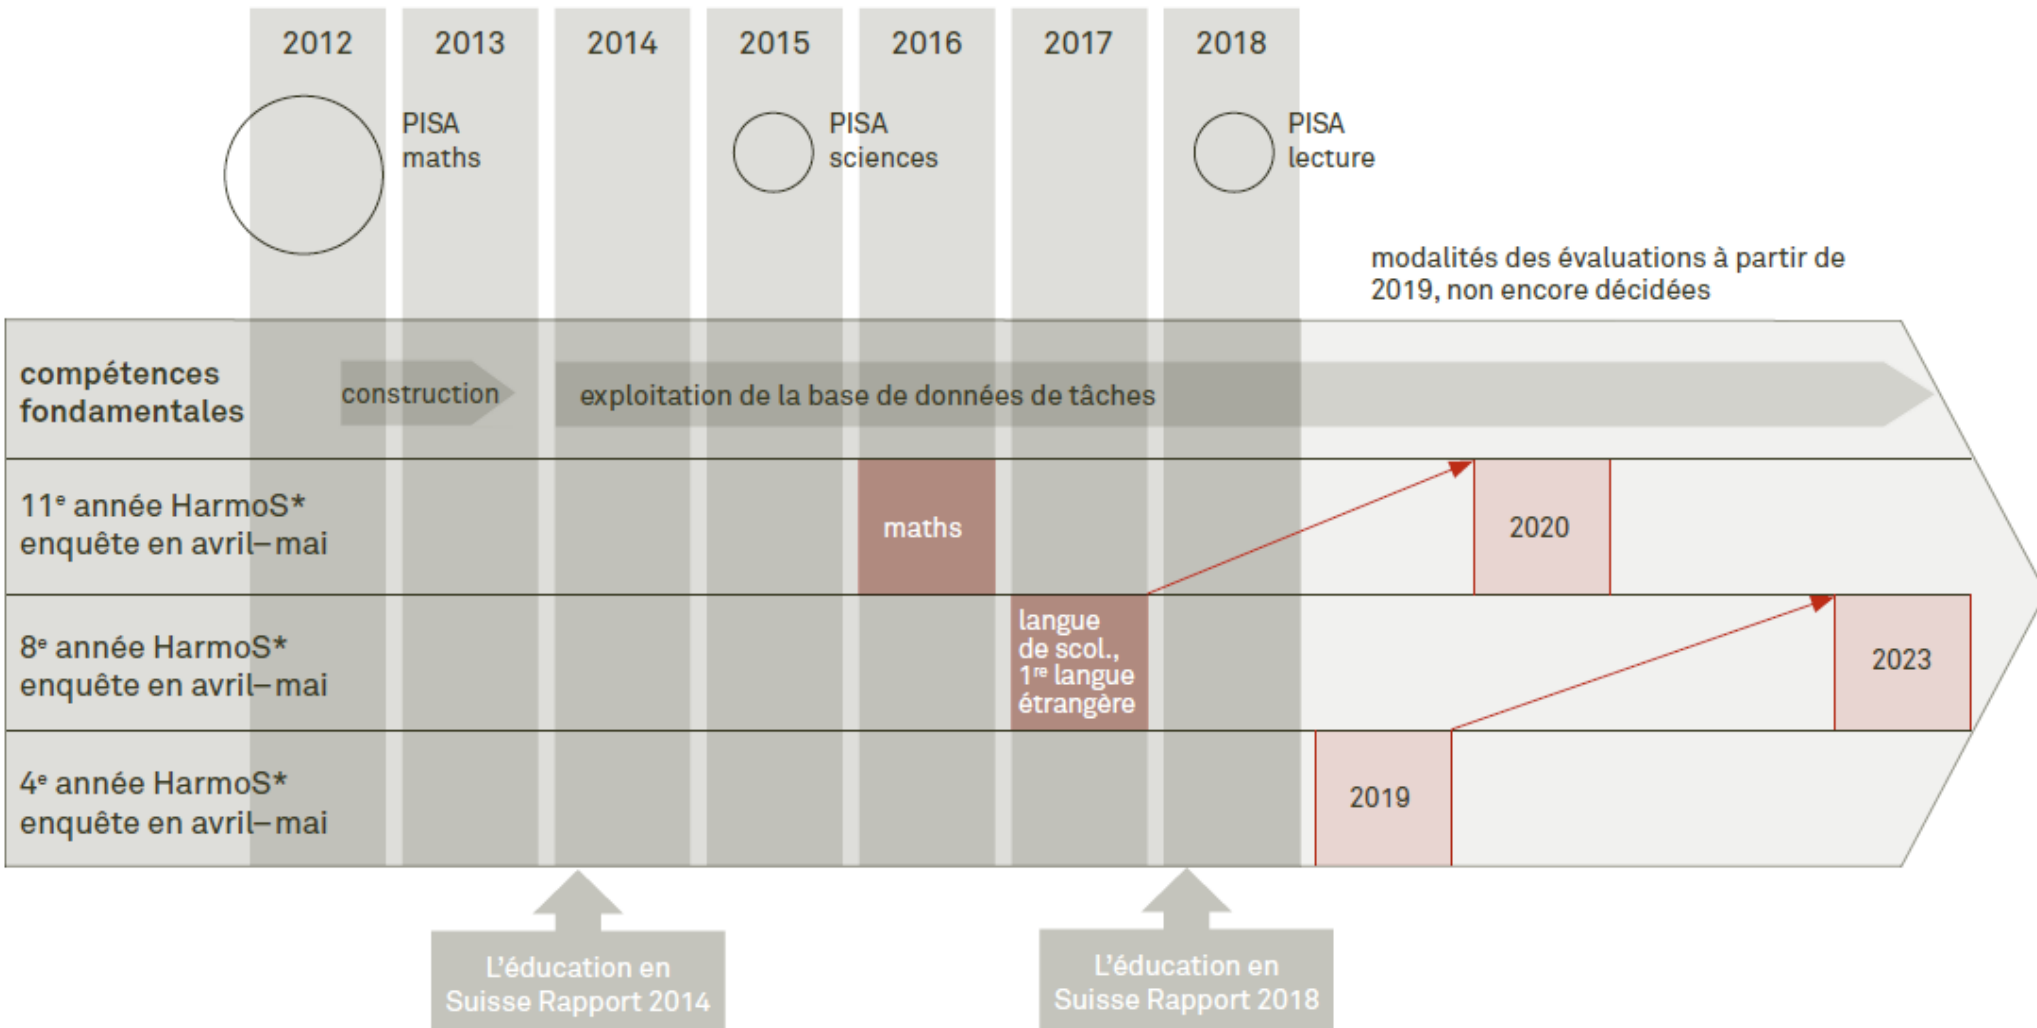 2012 2013 2014 2015 2016 2017 2018
PISA
maths
PISA
sciences
PISA
lecture
modalités des évaluations à partir de
2019, non encore décidées
compétences
fondamentales
construction
exploitation de la base de données de tâches
11e année HarmoS*
enquête en avril–mai
maths
2020
8e année HarmoS*
enquête en avril–mai
langue
de scol.,
1re langue
étrangère
2023
4e année HarmoS*
enquête en avril–mai
2019
L'éducation en
Suisse Rapport 2014
L'éducation en
Suisse Rapport 2018